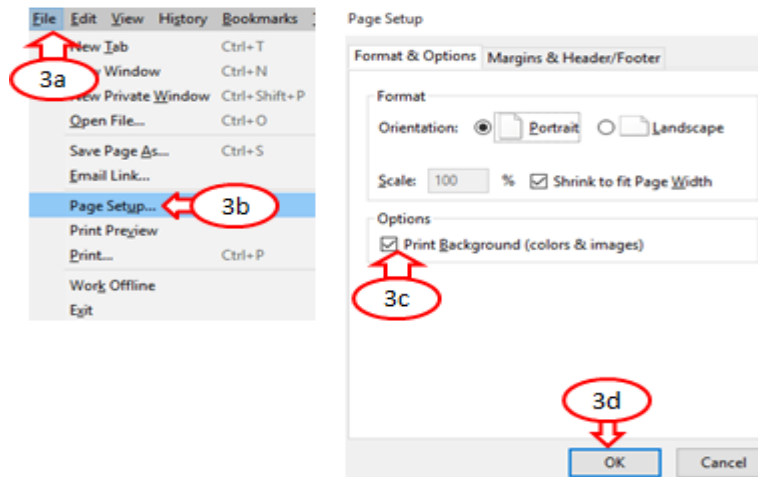 File Edit View History Bookmarks
New Tab Ctrl+T
3a
Window Ctrl+N
New Private Window Ctrl+Shift+P
Open File... Ctrl+O
Save Page As... Ctrl+S
Email Link...
Page Setup... 3b
Print Preview
Print... Ctrl+P
Work Offline
Exit
Page Setup
Format & Options Margins & Header/Footer
Format
Orientation: Portrait Landscape
Scale: 100 % Shrink to fit Page Width
Options
Print Background (colors & images)
3c
3d
OK Cancel